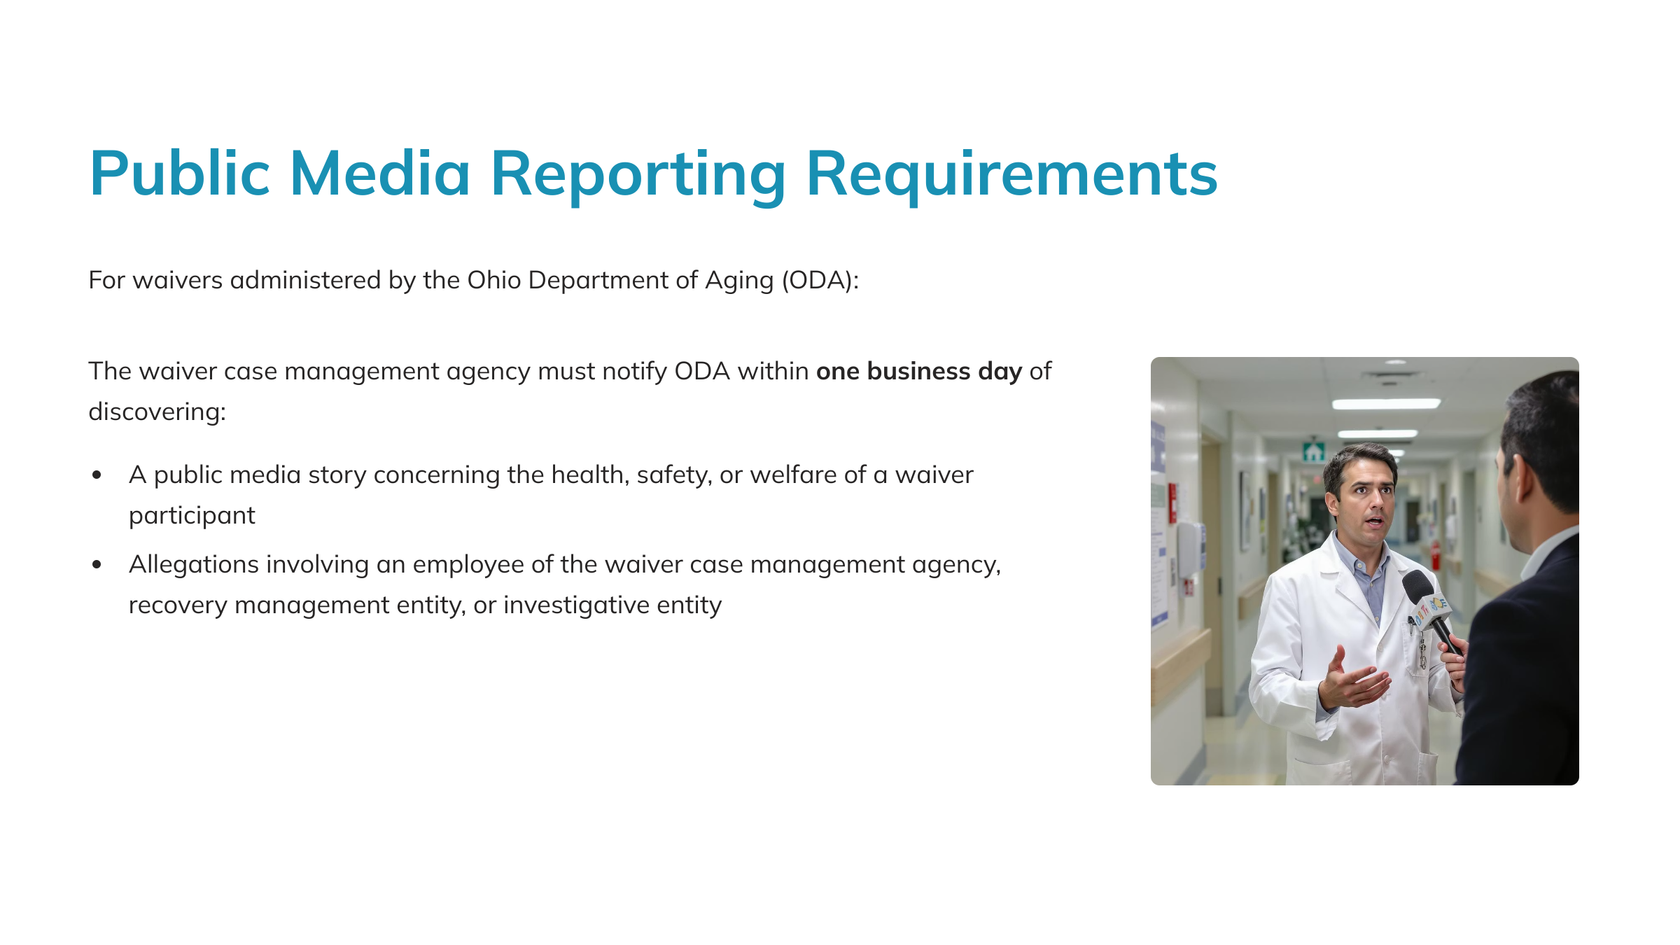 Public Media Reporting Requirements
For waivers administered by the Ohio Department of Aging (ODA):
The waiver case management agency must notify ODA within one business day of
discovering:
• A public media story concerning the health, safety, or welfare of a waiver
participant
• Allegations involving an employee of the waiver case management agency,
recovery management entity, or investigative entity